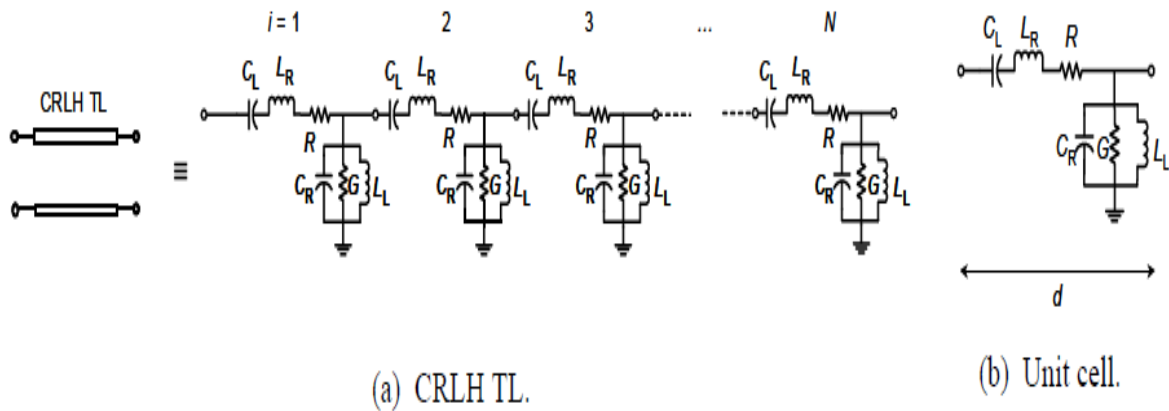 i = 1 2 3 ... N
C_L L_R C_L L_R C_L L_R C_L L_R
C_L L_R R
CRLH TL
R R R R
≡
C_R G L_L C_R G L_L C_R G L_L C_R G L_L
C_R G L_L
d
(a) CRLH TL.
(b) Unit cell.